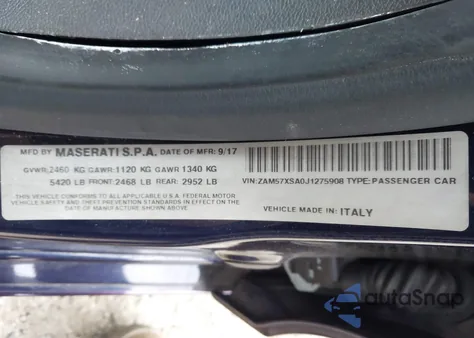 MFD BY MASERATI S.P.A. DATE OF MFR: 9/17
GVWR:2460 KG GAWR:1120 KG GAWR 1340 KG
5420 LB FRONT:2468 LB REAR: 2952 LB
THIS VEHICLE CONFORMS TO ALL APPLICABLE U.S.A. FEDERAL MOTOR
VEHICLE SAFETY AND THEFT PREVENTION STANDARDS IN EFFECT ON
THE DATE OF MANUFACTURE SHOWN ABOVE.
VIN:ZAM57XSA0J1275908 TYPE:PASSENGER CAR
MADE IN: ITALY
autoSnap